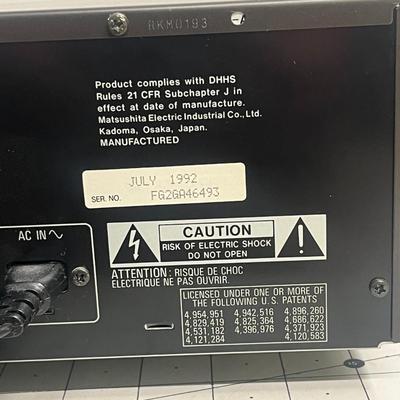 RKM0193
-A
Product complies with DHHS
Rules 21 CFR Subchapter J in
effect at date of manufacture.
Matsushita Electric Industrial Co., Ltd.
Kadoma, Osaka, Japan.
MANUFACTURED
JULY 1992
SER. NO. FG2GA46493
AC IN
CAUTION
RISK OF ELECTRIC SHOCK
DO NOT OPEN
ATTENTION: RISQUE DE CHOC
ELECTRIQUE NE PAS OUVRIR.
LICENSED UNDER ONE OR MORE OF
THE FOLLOWING U.S. PATENTS
4,954,951 4,942,516 4,896,260
4,829,419 4,825,364 4,686,622
4,531,182 4,396,976 4,371,923
4,121,284 4,120,583